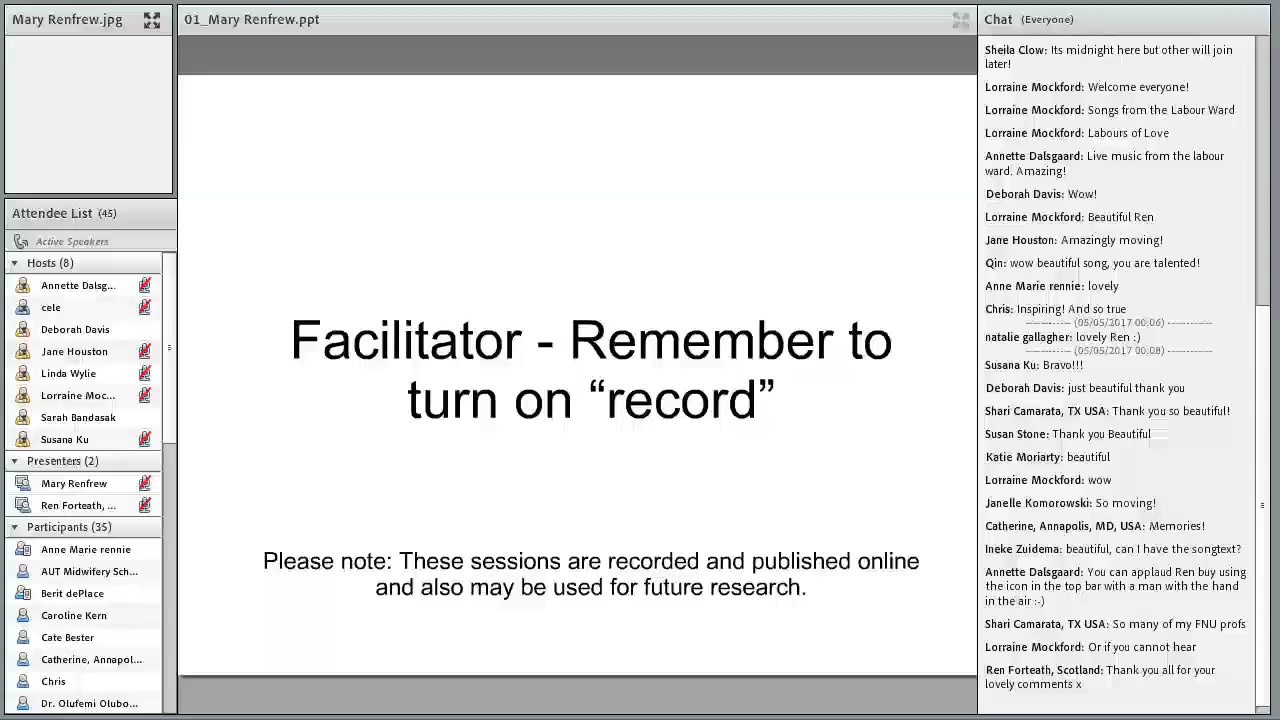 Mary Renfrew.jpg
01_Mary Renfrew.ppt
Chat (Everyone)
Attendee List (45)
Active Speakers
Hosts (8)
Annette Dalsg...
cele
Deborah Davis
Jane Houston
Linda Wylie
Lorraine Moc...
Sarah Bandasak
Susana Ku
Presenters (2)
Mary Renfrew
Ren Forteath, ...
Participants (35)
Anne Marie rennie
AUT Midwifery Sch...
Berit dePlace
Caroline Kern
Cate Bester
Catherine, Annapol...
Chris
Dr. Olufemi Olubo...
Facilitator - Remember to
turn on “record”
Please note: These sessions are recorded and published online
and also may be used for future research.
Sheila Clow: Its midnight here but other will join
later!
Lorraine Mockford: Welcome everyone!
Lorraine Mockford: Songs from the Labour Ward
Lorraine Mockford: Labours of Love
Annette Dalsgaard: Live music from the labour
ward. Amazing!
Deborah Davis: Wow!
Lorraine Mockford: Beautiful Ren
Jane Houston: Amazingly moving!
Qin: wow beautiful song, you are talented!
Anne Marie rennie: lovely
Chris: Inspiring! And so true
------------ (05/05/2017 00:06) ------------
natalie gallagher: lovely Ren :)
------------ (05/05/2017 00:08) ------------
Susana Ku: Bravo!!!
Deborah Davis: just beautiful thank you
Shari Camarata, TX USA: Thank you so beautiful!
Susan Stone: Thank you Beautiful
Katie Moriarty: beautiful
Lorraine Mockford: wow
Janelle Komorowski: So moving!
Catherine, Annapolis, MD, USA: Memories!
Ineke Zuidema: beautiful, can I have the songtext?
Annette Dalsgaard: You can applaud Ren buy using
the icon in the top bar with a man with the hand
in the air :-)
Shari Camarata, TX USA: So many of my FNU profs
Lorraine Mockford: Or if you cannot hear
Ren Forteath, Scotland: Thank you all for your
lovely comments x